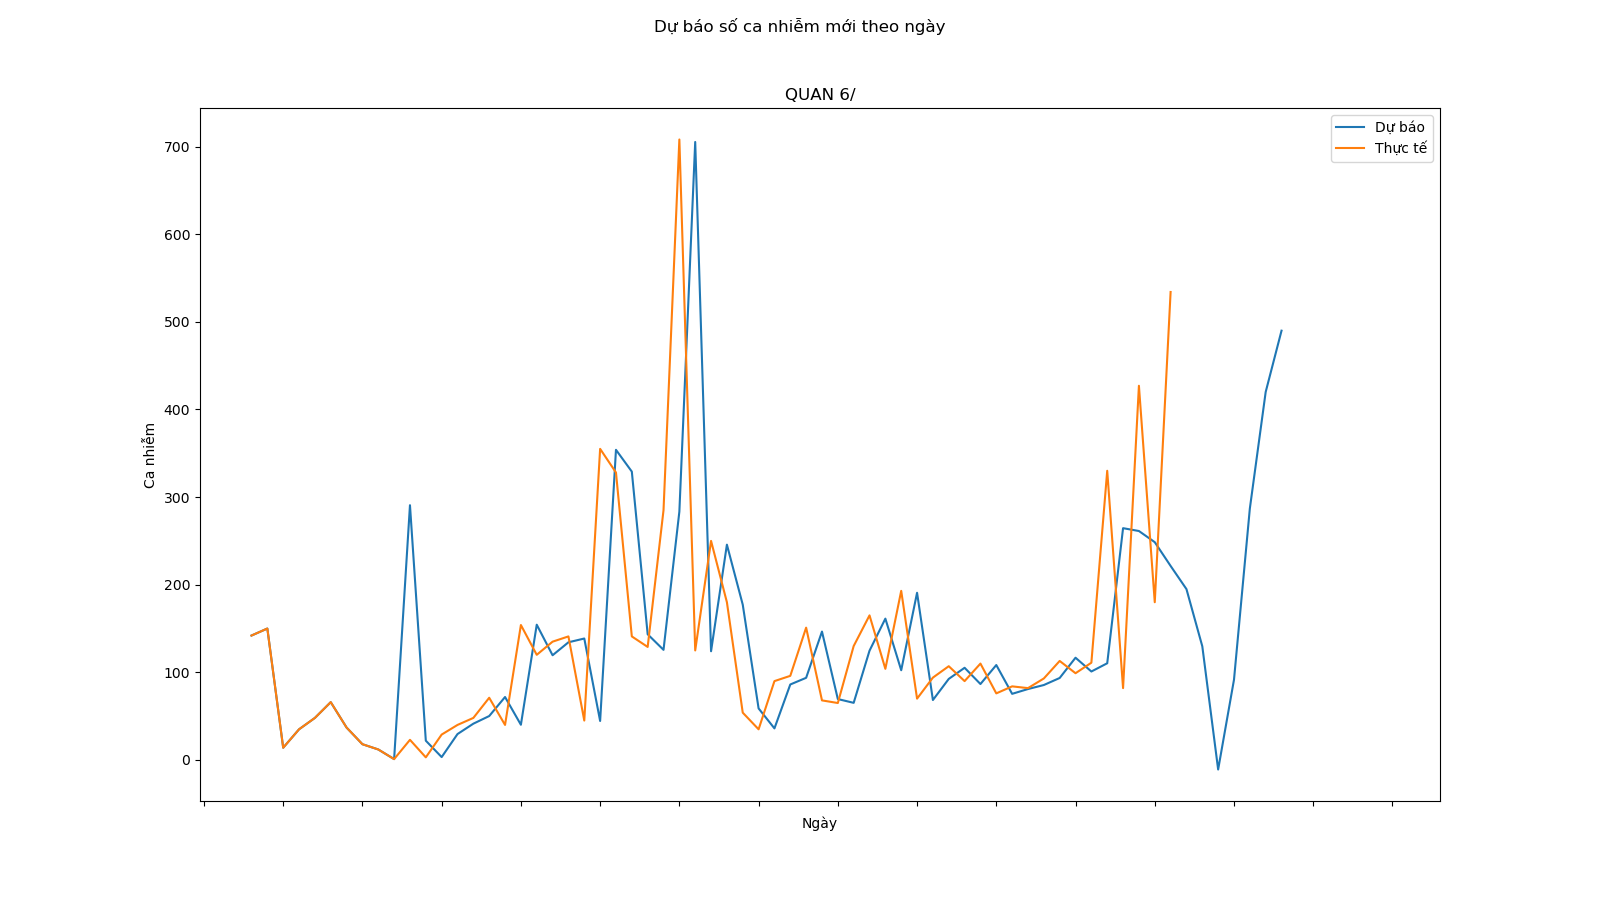 Dự báo số ca nhiễm mới theo ngày
QUAN 6/
Dự báo
Thực tế
700
600
500
400
300
200
100
0
Ca nhiễm
Ngày